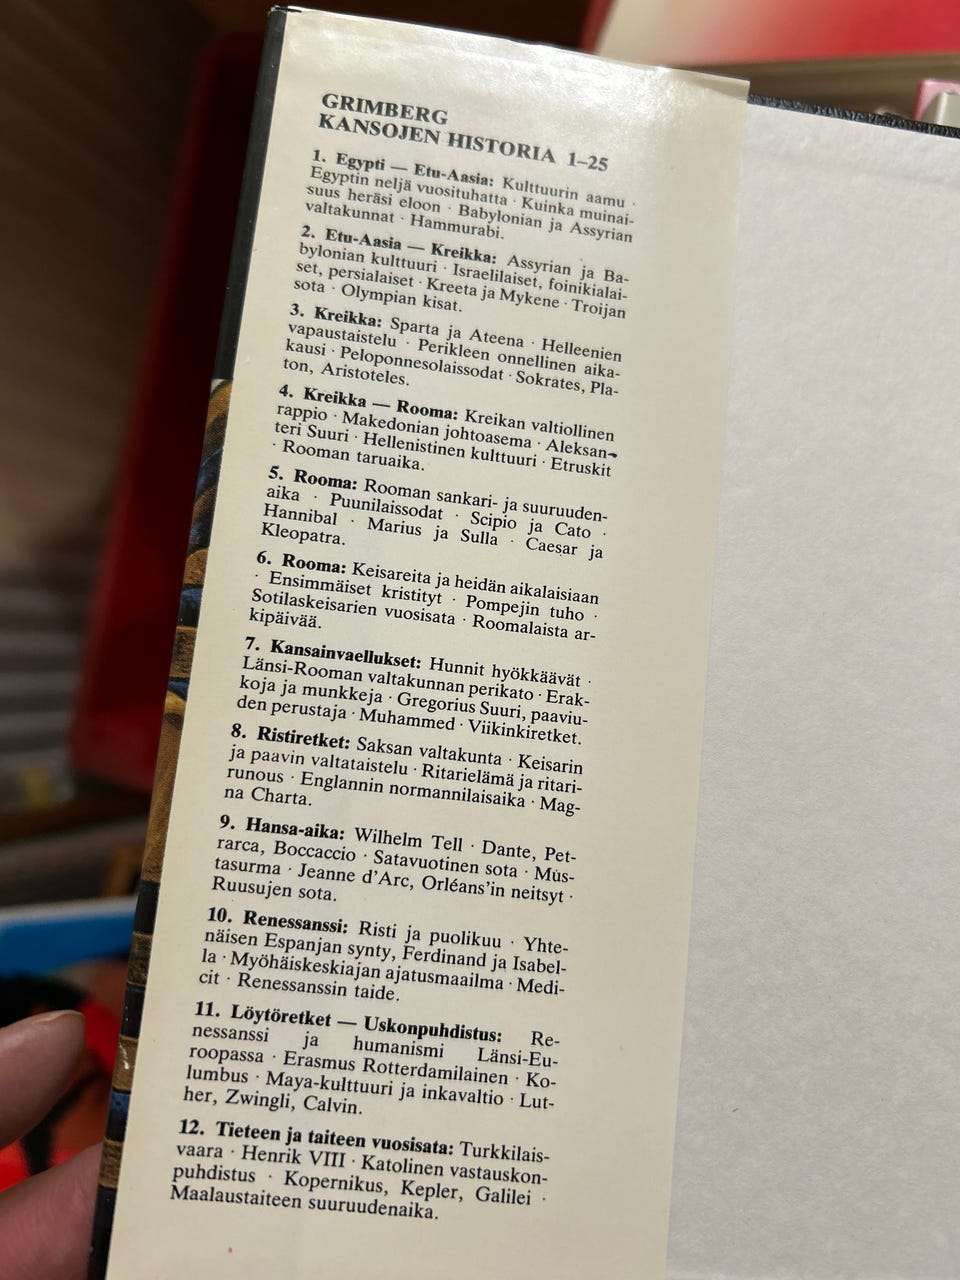 GRIMBERG
KANSOJEN HISTORIA 1–25
1. Egypti — Etu-Aasia: Kulttuurin aamu ·
Egyptin neljä vuosituhatta · Kuinka muinai-
suus heräsi eloon · Babylonian ja Assyrian
valtakunnat · Hammurabi.
2. Etu-Aasia — Kreikka: Assyrian ja Ba-
bylonian kulttuuri · Israelilaiset, foinikialai-
set, persialaiset · Kreeta ja Mykene · Troijan
sota · Olympian kisat.
3. Kreikka: Sparta ja Ateena · Helleenien
vapaustaistelu · Perikleen onnellinen aika-
kausi · Peloponnesolaissodat · Sokrates, Pla-
ton, Aristoteles.
4. Kreikka — Rooma: Kreikan valtiollinen
rappio · Makedonian johtoasema · Aleksan-
teri Suuri · Hellenistinen kulttuuri · Etruskit
· Rooman taruaika.
5. Rooma: Rooman sankari- ja suuruuden-
aika · Puunilaissodat · Scipio ja Cato ·
Hannibal · Marius ja Sulla · Caesar ja
Kleopatra.
6. Rooma: Keisareita ja heidän aikalaisiaan
· Ensimmäiset kristityt · Pompejin tuho ·
Sotilaskeisarien vuosisata · Roomalaista ar-
kipäivää.
7. Kansainvaellukset: Hunnit hyökkäävät ·
Länsi-Rooman valtakunnan perikato · Erak-
koja ja munkkeja · Gregorius Suuri, paaviu-
den perustaja · Muhammed · Viikinkiretket.
8. Ristiretket: Saksan valtakunta · Keisarin
ja paavin valtataistelu · Ritarielämä ja ritari-
runous · Englannin normannilaisaika · Mag-
na Charta.
9. Hansa-aika: Wilhelm Tell · Dante, Pet-
rarca, Boccaccio · Satavuotinen sota · Mus-
tasurma · Jeanne d'Arc, Orléans'in neitsyt ·
Ruusujen sota.
10. Renessanssi: Risti ja puolikuu · Yhte-
näisen Espanjan synty, Ferdinand ja Isabel-
la · Myöhäiskeskiajan ajatusmaailma · Medi-
cit · Renessanssin taide.
11. Löytöretket — Uskonpuhdistus: Re-
nessanssi ja humanismi Länsi-Eu-
roopassa · Erasmus Rotterdamilainen · Ko-
lumbus · Maya-kulttuuri ja inkavaltio · Lut-
her, Zwingli, Calvin.
12. Tieteen ja taiteen vuosisata: Turkkilais-
vaara · Henrik VIII · Katolinen vastauskon-
puhdistus · Kopernikus, Kepler, Galilei ·
Maalaustaiteen suuruudenaika.